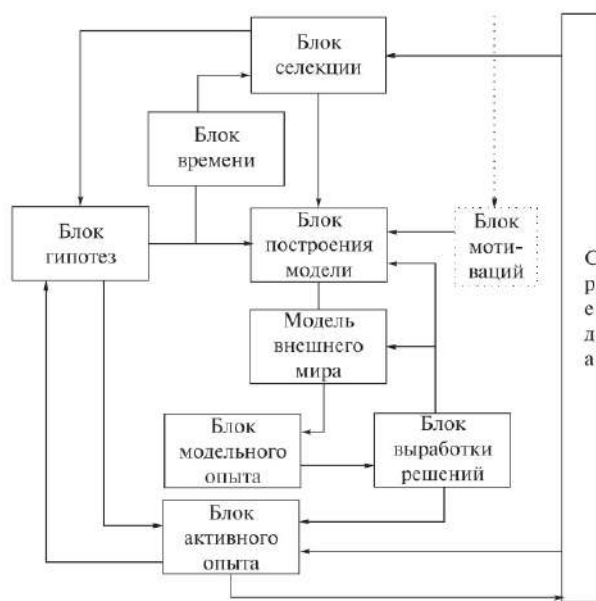 Блок
селекции
Блок
времени
Блок
гипотез
Блок
построения
модели
Блок
моти-
ваций
С
р
е
д
а
Модель
внешнего
мира
Блок
модельного
опыта
Блок
выработки
решений
Блок
активного
опыта